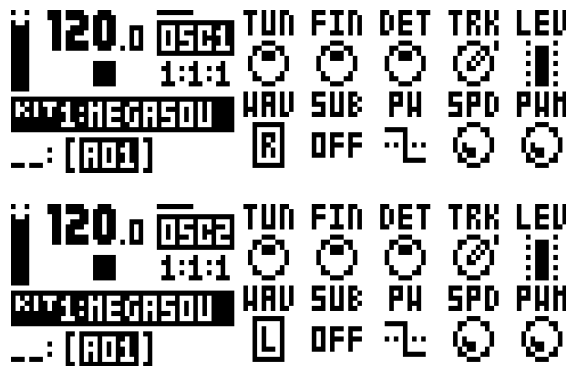 120.0 OSC1 TUN FIN DET TRK LEV
1:1:1
KIT1:MEGASOU WAV SUB PW SPD PWM
__:[A01] R OFF
120.0 OSC2 TUN FIN DET TRK LEV
1:1:1
KIT1:MEGASOU WAV SUB PW SPD PWM
__:[A01] L OFF